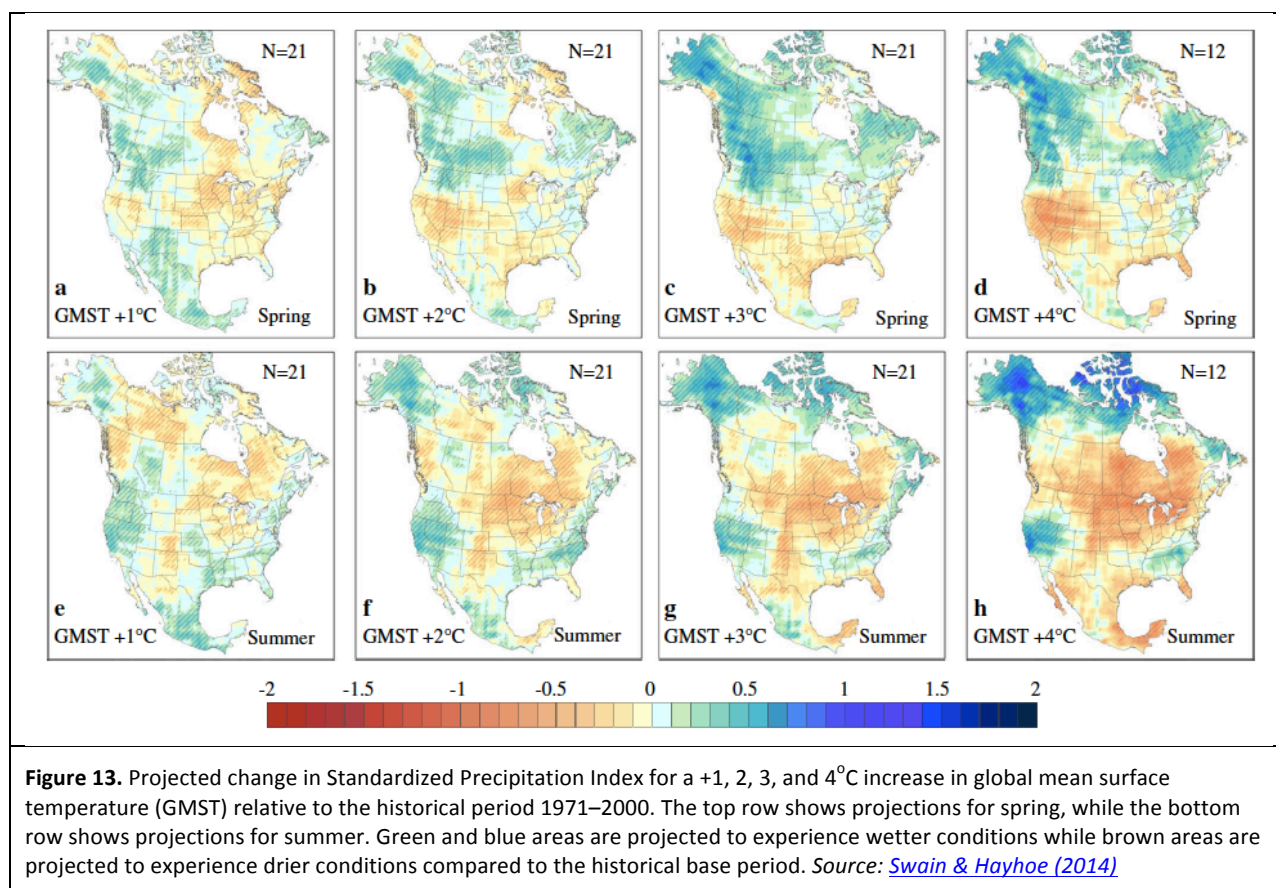 N=21 N=21 N=21 N=12
a b c d
GMST +1°C Spring GMST +2°C Spring GMST +3°C Spring GMST +4°C Spring
N=21 N=21 N=21 N=12
e f g h
GMST +1°C Summer GMST +2°C Summer GMST +3°C Summer GMST +4°C Summer
-2 -1.5 -1 -0.5 0 0.5 1 1.5 2
Figure 13. Projected change in Standardized Precipitation Index for a +1, 2, 3, and 4°C increase in global mean surface
temperature (GMST) relative to the historical period 1971–2000. The top row shows projections for spring, while the bottom
row shows projections for summer. Green and blue areas are projected to experience wetter conditions while brown areas are
projected to experience drier conditions compared to the historical base period. Source: Swain & Hayhoe (2014)